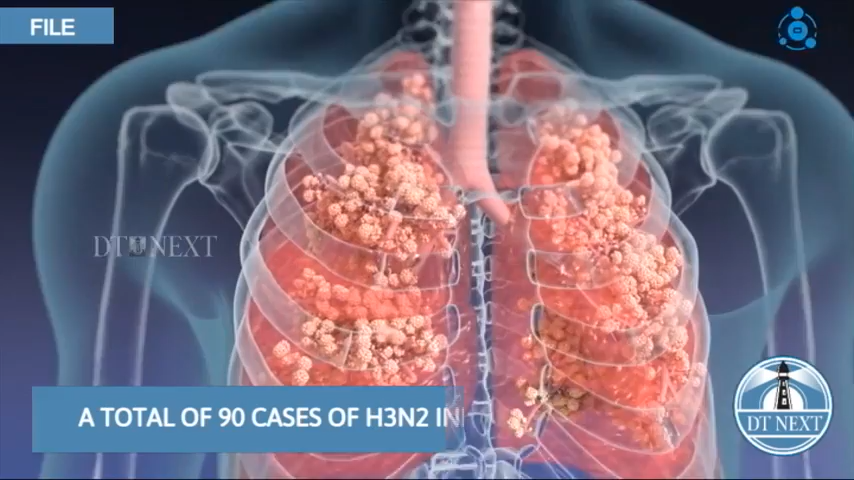 FILE
DT NEXT
A TOTAL OF 90 CASES OF H3N2 IN
DT NEXT